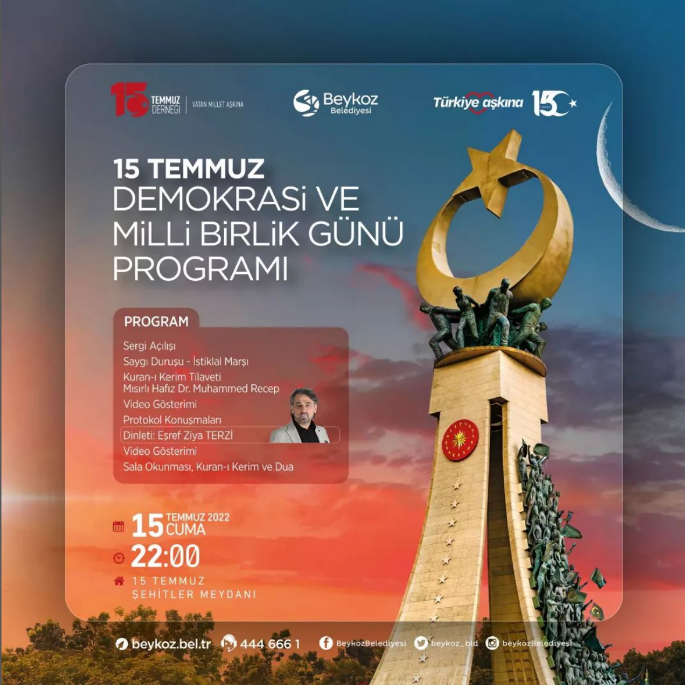 15 TEMMUZ DERNEĞİ | VATAN MİLLET AŞKINA
Beykoz
Belediyesi
Türkiye aşkına 15
15 TEMMUZ
DEMOKRASİ VE
MİLLİ BİRLİK GÜNÜ
PROGRAMI
PROGRAM
Sergi Açılışı
Saygı Duruşu - İstiklal Marşı
Kuran-ı Kerim Tilaveti
Mısırlı Hafız Dr. Muhammed Recep
Video Gösterimi
Protokol Konuşmaları
Dinleti: Eşref Ziya TERZİ
Video Gösterimi
Sala Okunması, Kuran-ı Kerim ve Dua
15 TEMMUZ 2022
CUMA
22:00
15 TEMMUZ
ŞEHİTLER MEYDANI
beykoz.bel.tr 444 666 1 BeykozBelediyesi beykoz_bld beykozbelediyesi